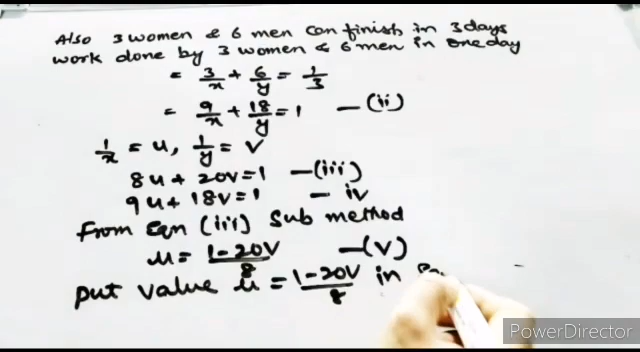 Also 3 women & 6 men can finish in 3 days
work done by 3 women & 6 men in one day
= 3/x + 6/y = 1/3
= 9/x + 18/y = 1 — (ii)
1/x = u, 1/y = v
8u + 20v = 1 — (iii)
9u + 18v = 1 — iv
From Eqn (iii) Sub method
u = 1-20v/8 — (v)
put value u = 1-20v/8 in
PowerDirector